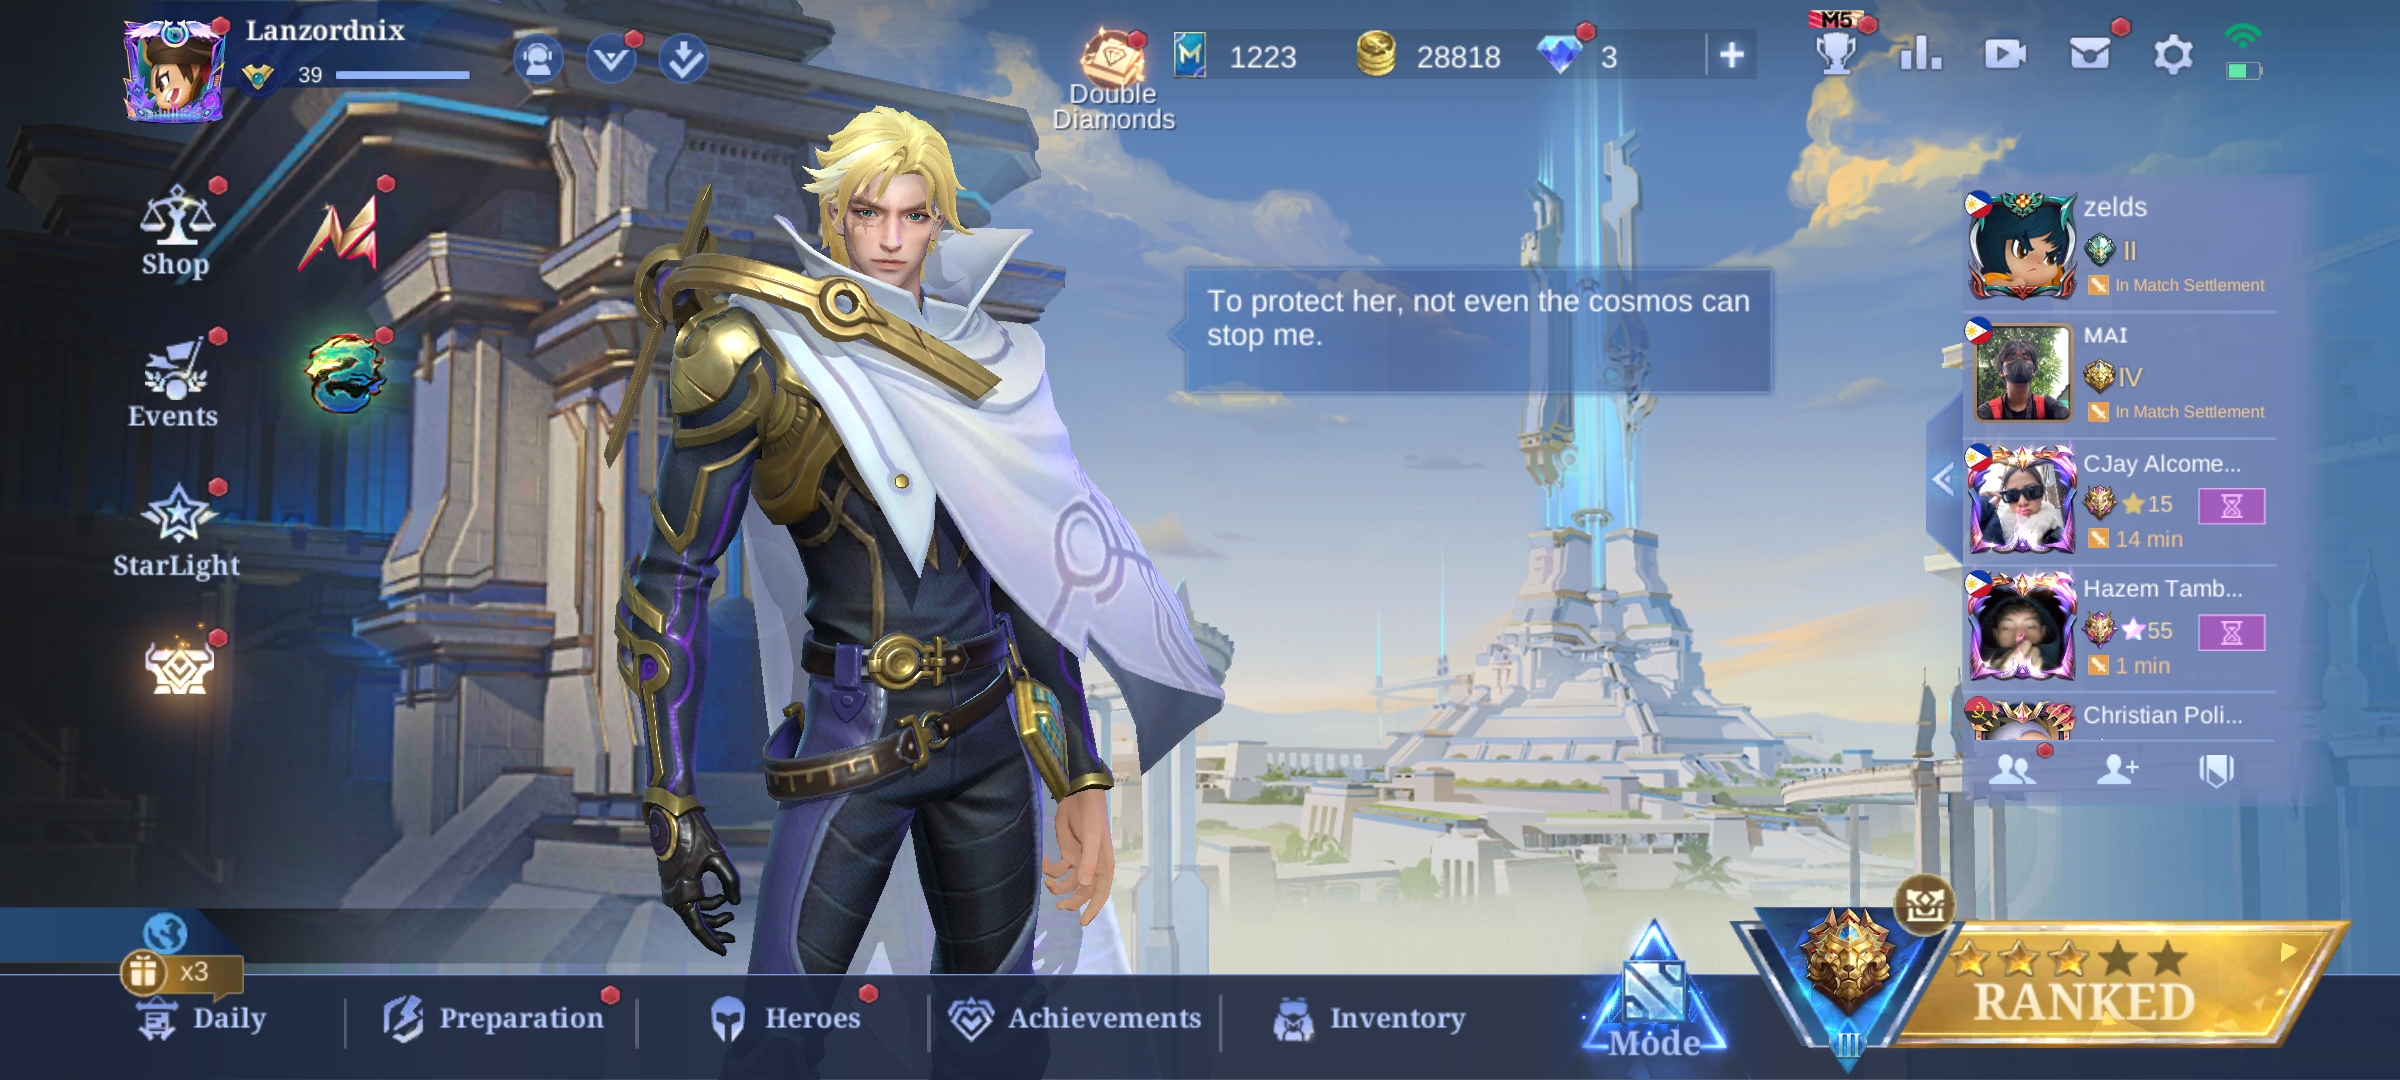 Lanzordnix
39
Double
Diamonds
1223
28818
3
M5
Shop
Events
StarLight
To protect her, not even the cosmos can
stop me.
zelds
II
In Match Settlement
MAI
IV
In Match Settlement
CJay Alcome...
15
14 min
Hazem Tamb...
55
1 min
Christian Poli...
x3
Daily
Preparation
Heroes
Achievements
Inventory
Mode
RANKED
III